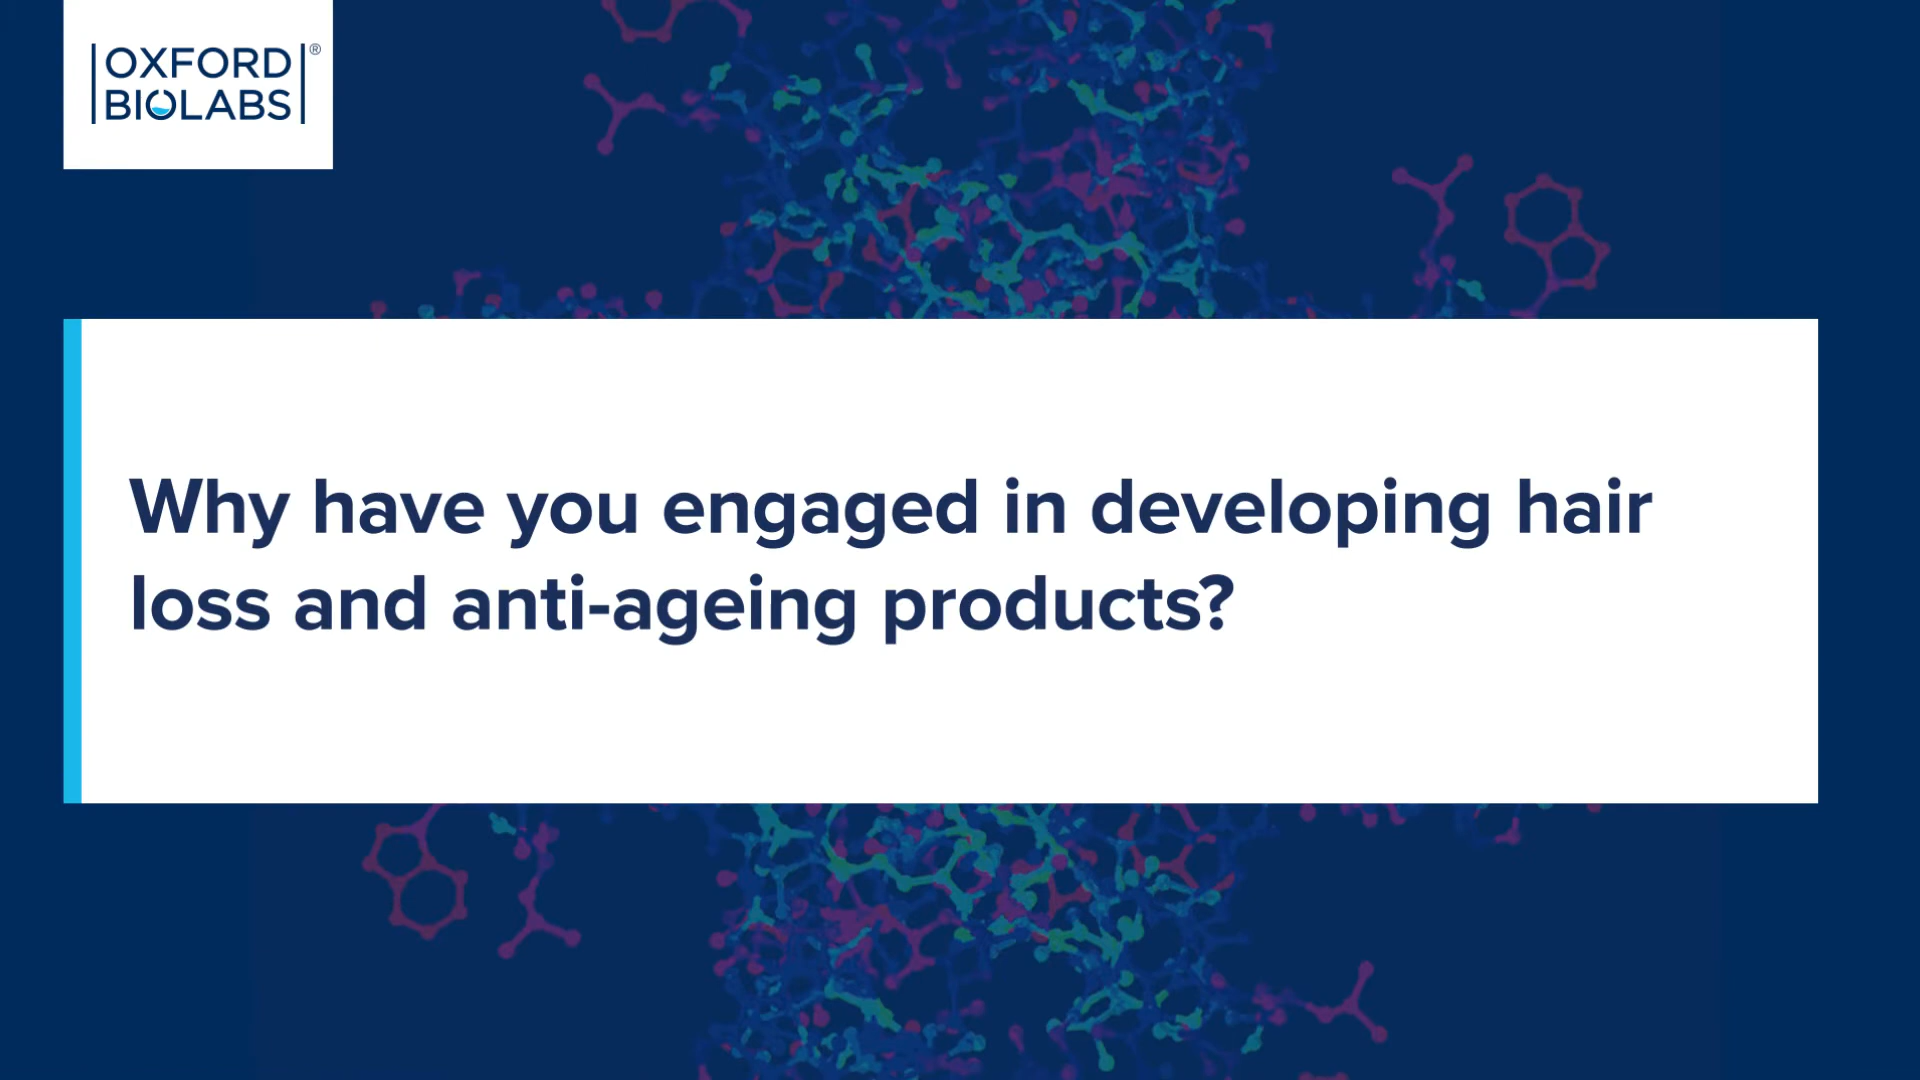 OXFORD
BIOLABS
®
Why have you engaged in developing hair
loss and anti-ageing products?